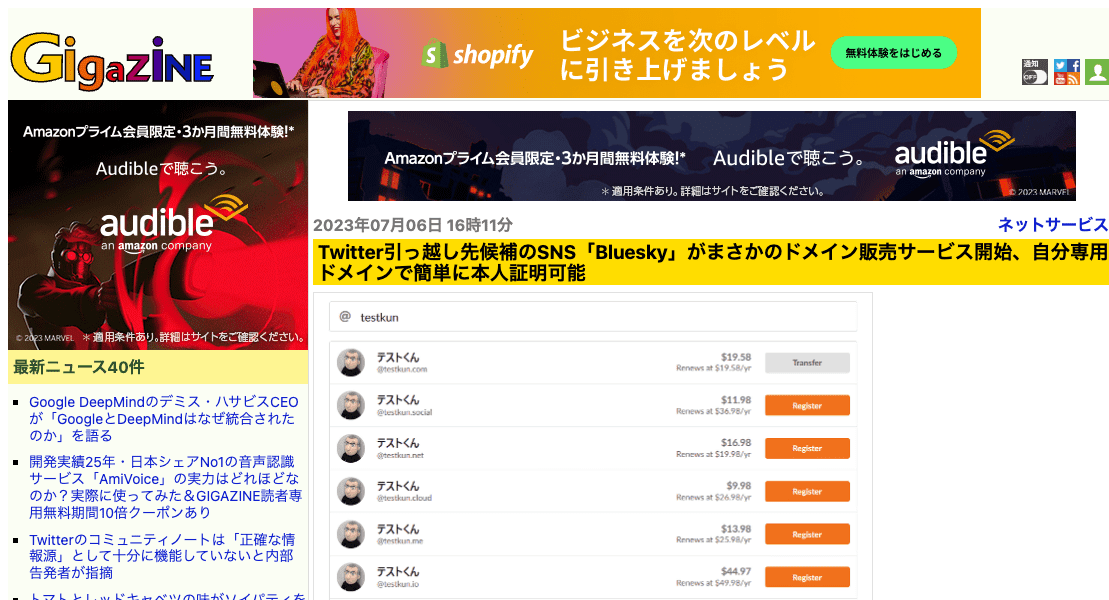 GigaZINE
shopify
ビジネスを次のレベル
に引き上げましょう
無料体験をはじめる
通知
OFF
Amazonプライム会員限定・3か月間無料体験!*
Audibleで聴こう。
audible
an amazon company
© 2023 MARVEL
＊適用条件あり。詳細はサイトをご確認ください。
Amazonプライム会員限定・3か月間無料体験!*
Audibleで聴こう。
audible
an amazon company
＊適用条件あり。詳細はサイトをご確認ください。
© 2023 MARVEL
2023年07月06日 16時11分
ネットサービス
Twitter引っ越し先候補のSNS「Bluesky」がまさかのドメイン販売サービス開始、自分専用
ドメインで簡単に本人証明可能
@ testkun
テストくん
@testkun.com
$19.58
Renews at $19.58/yr
Transfer
テストくん
@testkun.social
$11.98
Renews at $36.98/yr
Register
テストくん
@testkun.net
$16.98
Renews at $19.98/yr
Register
テストくん
@testkun.cloud
$9.98
Renews at $26.98/yr
Register
テストくん
@testkun.me
$13.98
Renews at $25.98/yr
Register
テストくん
@testkun.io
$44.97
Renews at $49.98/yr
Register
最新ニュース40件
Google DeepMindのデミス・ハサビスCEO
が「GoogleとDeepMindはなぜ統合された
のか」を語る
開発実績25年・日本シェアNo1の音声認識
サービス「AmiVoice」の実力はどれほどな
のか？実際に使ってみた＆GIGAZINE読者専
用無料期間10倍クーポンあり
Twitterのコミュニティノートは「正確な情
報源」として十分に機能していないと内部
告発者が指摘
トマトとレッドキャベツの味がソイパティを